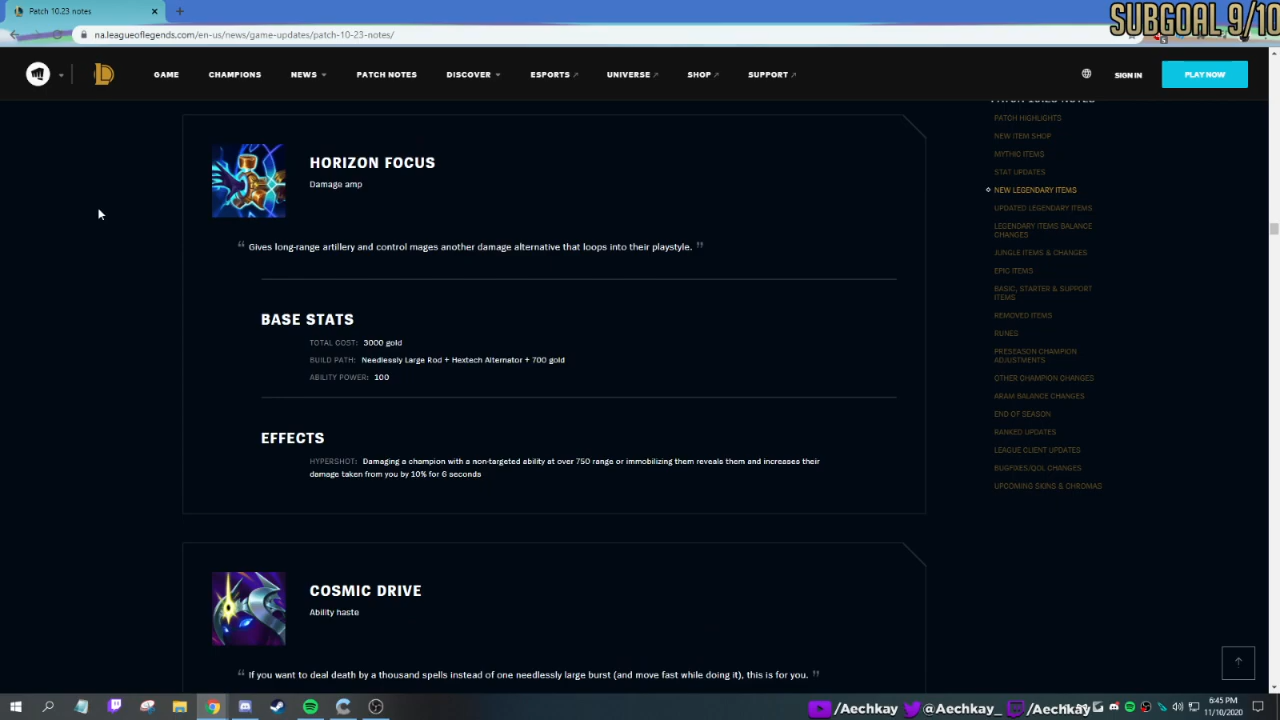 Patch 10.23 notes
SUBGOAL 9/10
na.leagueoflegends.com/en-us/news/game-updates/patch-10-23-notes/
GAME
CHAMPIONS
NEWS
PATCH NOTES
DISCOVER
ESPORTS
UNIVERSE
SHOP
SUPPORT
SIGN IN
PLAY NOW
HORIZON FOCUS
Damage amp
“ Gives long-range artillery and control mages another damage alternative that loops into their playstyle. ”
BASE STATS
TOTAL COST: 3000 gold
BUILD PATH: Needlessly Large Rod + Hextech Alternator + 700 gold
ABILITY POWER: 100
EFFECTS
HYPERSHOT: Damaging a champion with a non-targeted ability at over 750 range or immobilizing them reveals them and increases their
damage taken from you by 10% for 6 seconds
COSMIC DRIVE
Ability haste
“ If you want to deal death by a thousand spells instead of one needlessly large burst (and move fast while doing it), this is for you. ”
PATCH 10.23 NOTES
PATCH HIGHLIGHTS
NEW ITEM SHOP
MYTHIC ITEMS
STAT UPDATES
NEW LEGENDARY ITEMS
UPDATED LEGENDARY ITEMS
LEGENDARY ITEMS BALANCE
CHANGES
JUNGLE ITEMS & CHANGES
EPIC ITEMS
BASIC, STARTER & SUPPORT
ITEMS
REMOVED ITEMS
RUNES
PRESEASON CHAMPION
ADJUSTMENTS
OTHER CHAMPION CHANGES
ARAM BALANCE CHANGES
END OF SEASON
RANKED UPDATES
LEAGUE CLIENT UPDATES
BUGFIXES/QOL CHANGES
UPCOMING SKINS & CHROMAS
/Aechkay
@Aechkay_
/Aechkay
6:45 PM
11/10/2020